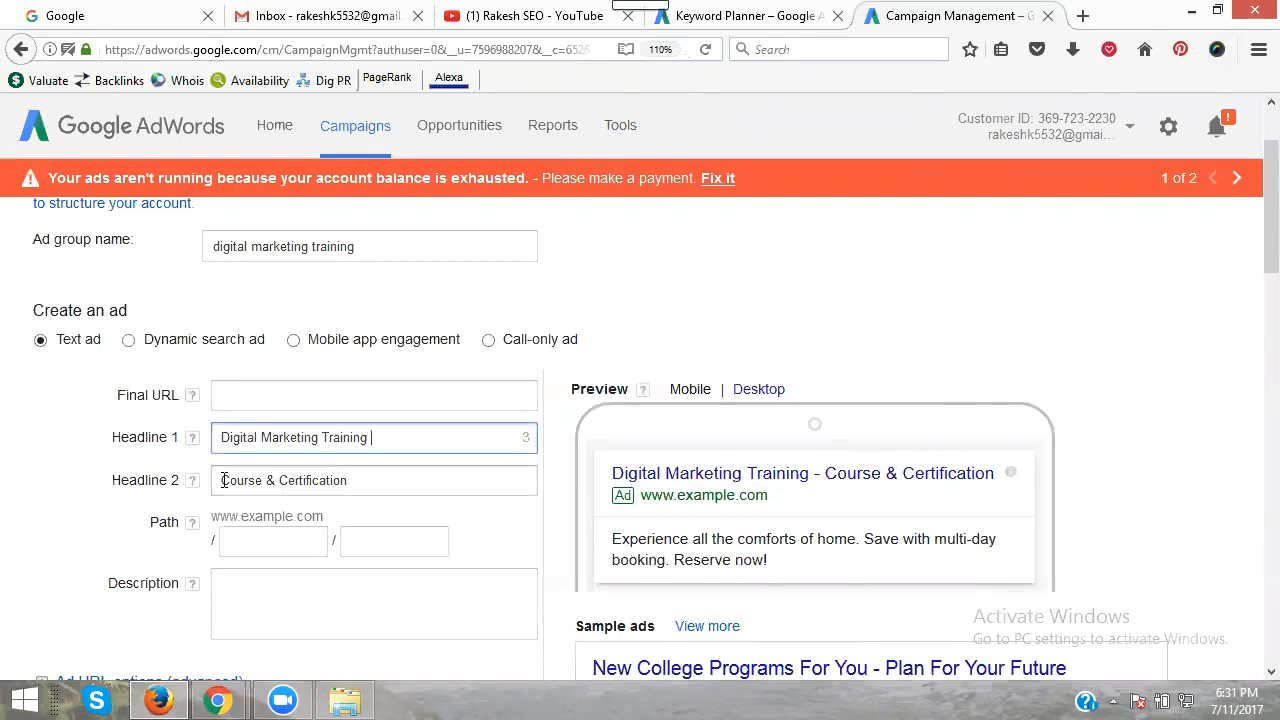 Google
Inbox - rakeshk5532@gmail.
(1) Rakesh SEO - YouTube
Keyword Planner – Google A
Campaign Management – G
https://adwords.google.com/cm/CampaignMgmt?authuser=0&__u=7596988207&__c=6526
110%
Search
Valuate
Backlinks
Whois
Availability
Dig PR
PageRank
Alexa
Google AdWords
Home
Campaigns
Opportunities
Reports
Tools
Customer ID: 369-723-2230
rakeshk5532@gmai...
!
Your ads aren't running because your account balance is exhausted. - Please make a payment. Fix it
1 of 2
to structure your account.
Ad group name:
digital marketing training
Create an ad
Text ad
Dynamic search ad
Mobile app engagement
Call-only ad
Final URL ?
Headline 1 ?
Digital Marketing Training
3
Headline 2 ?
Course & Certification
Path ?
www.example.com
/ /
Description ?
Ad URL options (advanced)
Preview ? Mobile | Desktop
Digital Marketing Training - Course & Certification
Ad www.example.com
Experience all the comforts of home. Save with multi-day
booking. Reserve now!
Sample ads View more
New College Programs For You - Plan For Your Future
Activate Windows
Go to PC settings to activate Windows.
6:31 PM
7/11/2017